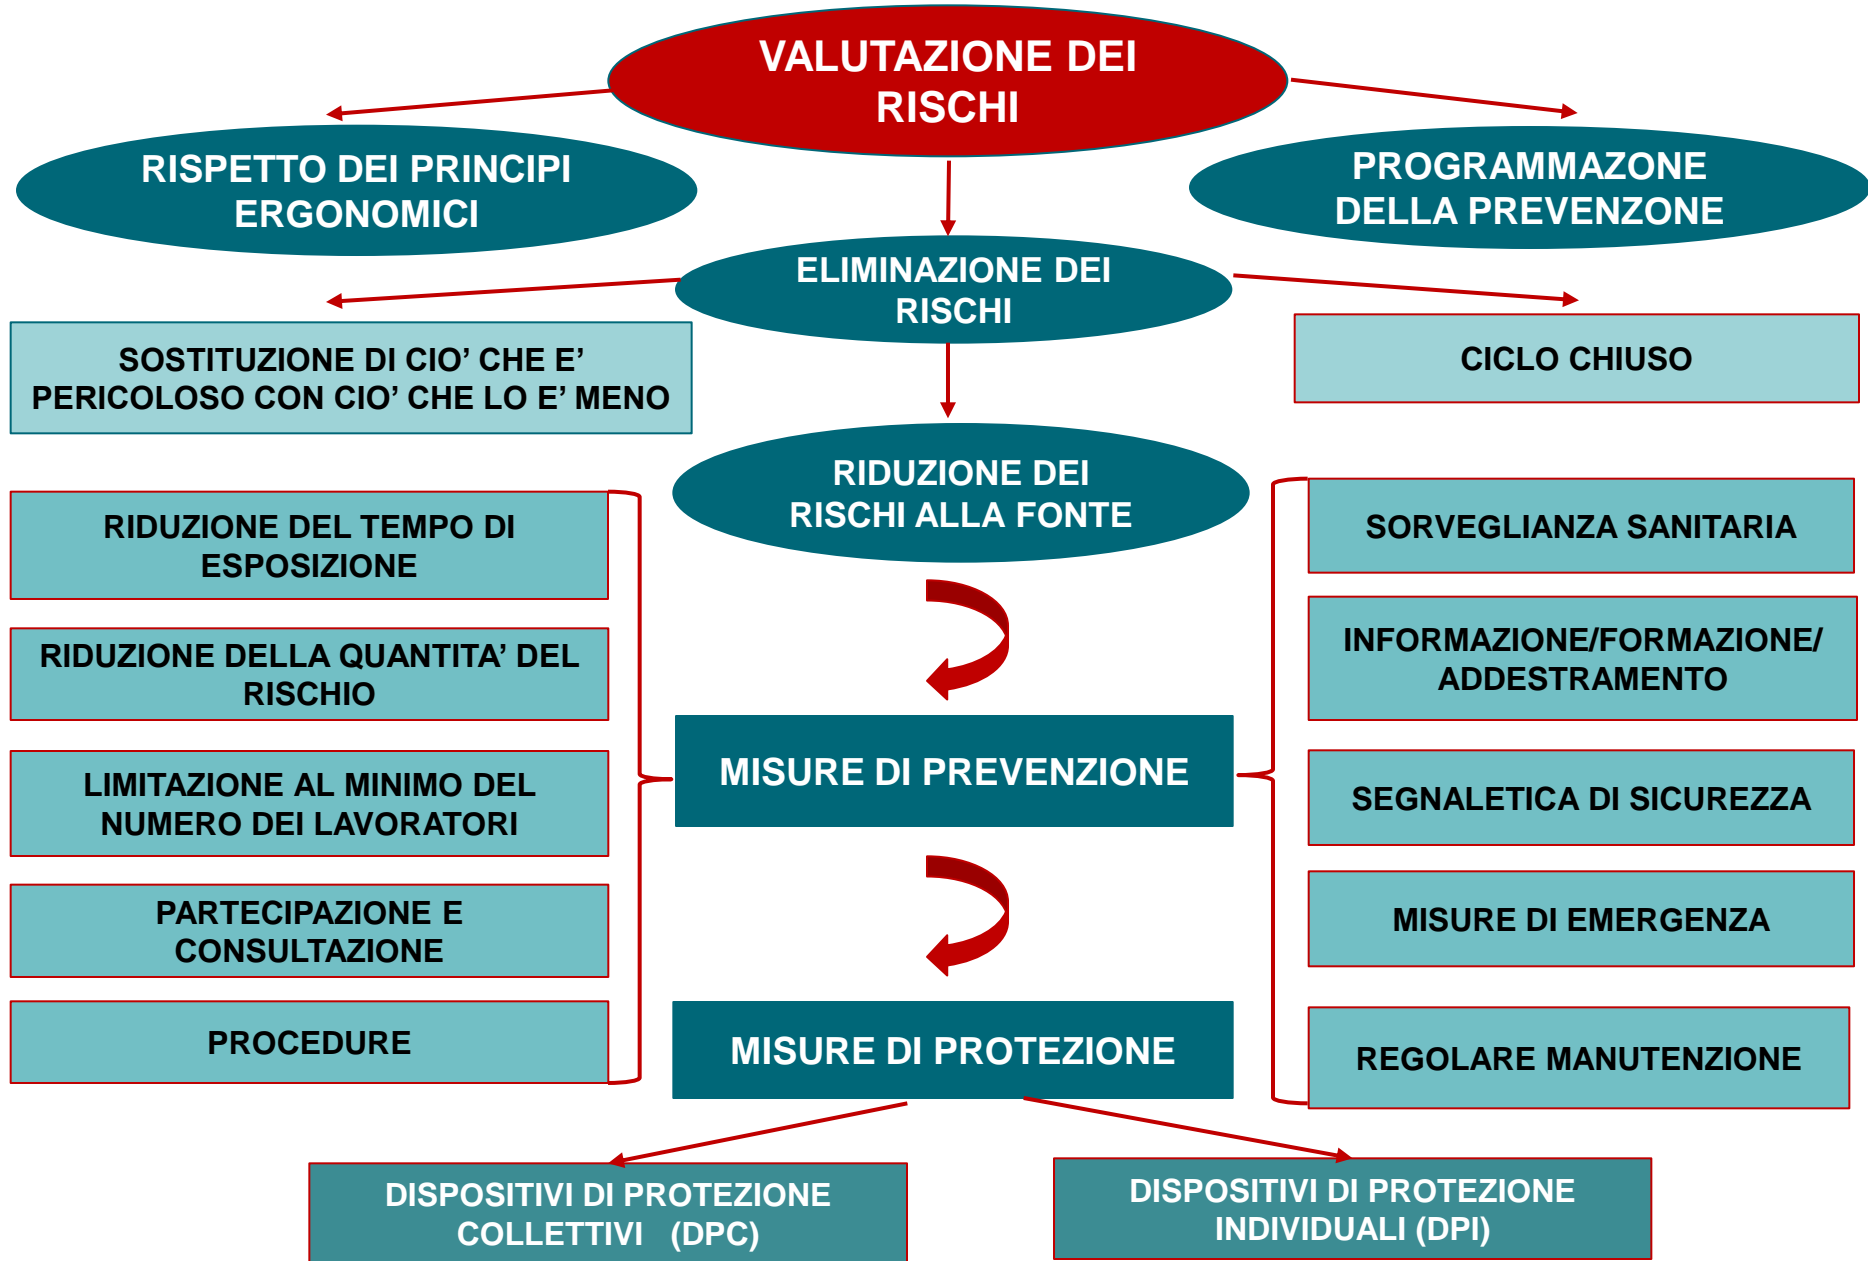 VALUTAZIONE DEI
RISCHI
RISPETTO DEI PRINCIPI
ERGONOMICI
PROGRAMMAZONE
DELLA PREVENZONE
ELIMINAZIONE DEI
RISCHI
SOSTITUZIONE DI CIO’ CHE E’
PERICOLOSO CON CIO’ CHE LO E’ MENO
CICLO CHIUSO
RIDUZIONE DEI
RISCHI ALLA FONTE
RIDUZIONE DEL TEMPO DI
ESPOSIZIONE
RIDUZIONE DELLA QUANTITA’ DEL
RISCHIO
LIMITAZIONE AL MINIMO DEL
NUMERO DEI LAVORATORI
PARTECIPAZIONE E
CONSULTAZIONE
PROCEDURE
MISURE DI PREVENZIONE
SORVEGLIANZA SANITARIA
INFORMAZIONE/FORMAZIONE/
ADDESTRAMENTO
SEGNALETICA DI SICUREZZA
MISURE DI EMERGENZA
REGOLARE MANUTENZIONE
MISURE DI PROTEZIONE
DISPOSITIVI DI PROTEZIONE
COLLETTIVI (DPC)
DISPOSITIVI DI PROTEZIONE
INDIVIDUALI (DPI)